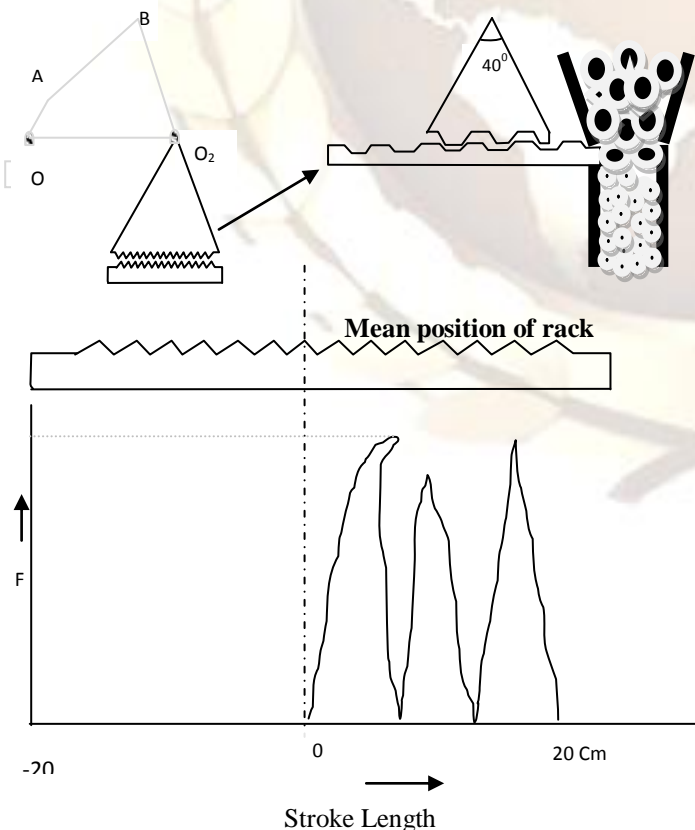 B
A
40⁰
O
O₂
Mean position of rack
F
0
20 Cm
-20
Stroke Length